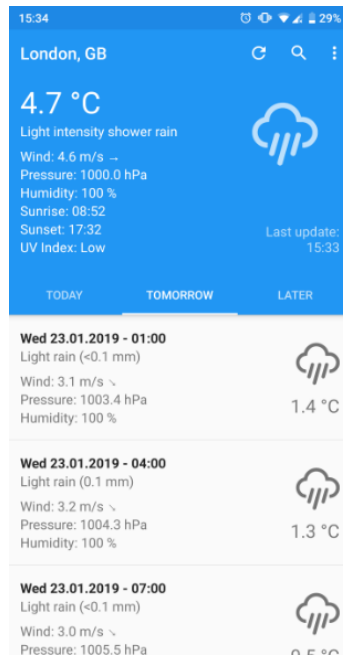 15:34 29%
London, GB
4.7 °C
Light intensity shower rain
Wind: 4.6 m/s →
Pressure: 1000.0 hPa
Humidity: 100 %
Sunrise: 08:52
Sunset: 17:32
UV Index: Low
Last update:
15:33
TODAY TOMORROW LATER
Wed 23.01.2019 - 01:00
Light rain (<0.1 mm)
Wind: 3.1 m/s ↘
Pressure: 1003.4 hPa
Humidity: 100 %
1.4 °C
Wed 23.01.2019 - 04:00
Light rain (0.1 mm)
Wind: 3.2 m/s ↘
Pressure: 1004.3 hPa
Humidity: 100 %
1.3 °C
Wed 23.01.2019 - 07:00
Light rain (<0.1 mm)
Wind: 3.0 m/s ↘
Pressure: 1005.5 hPa